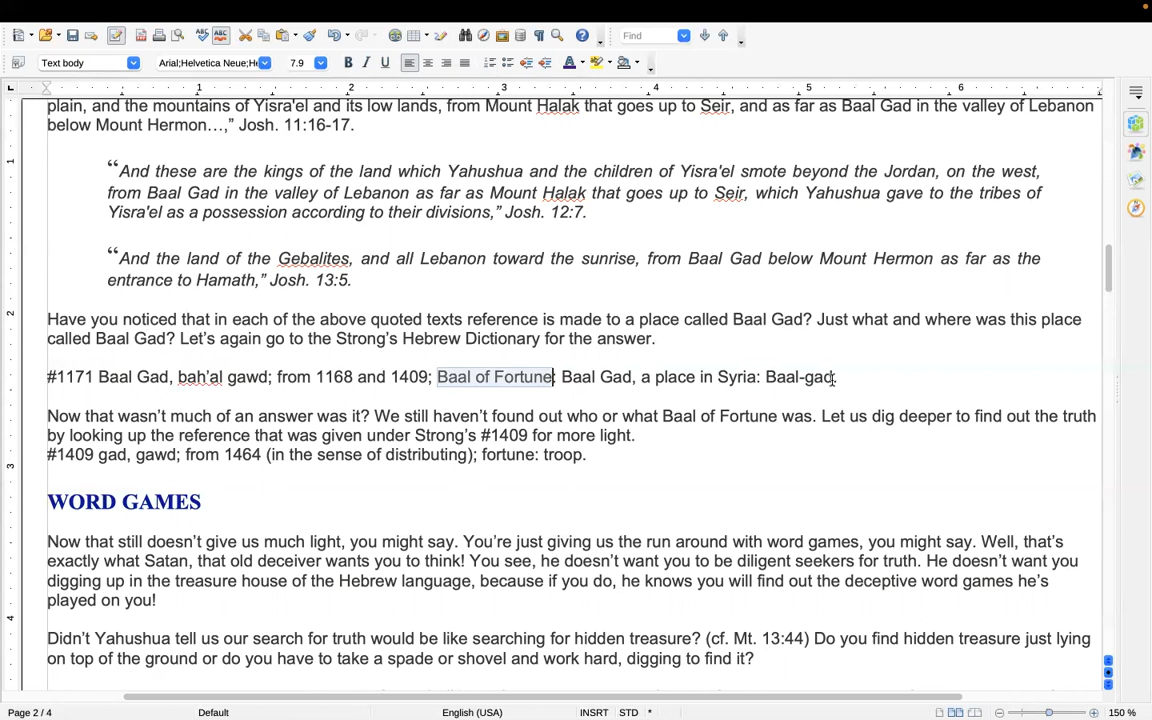 Find
Text body
Arial;Helvetica Neue;He
7.9
1 2 3 4 5 6
plain, and the mountains of Yisra'el and its low lands, from Mount Halak that goes up to Seir, and as far as Baal Gad in the valley of Lebanon
below Mount Hermon…,” Josh. 11:16-17.
“And these are the kings of the land which Yahushua and the children of Yisra'el smote beyond the Jordan, on the west,
from Baal Gad in the valley of Lebanon as far as Mount Halak that goes up to Seir, which Yahushua gave to the tribes of
Yisra'el as a possession according to their divisions,” Josh. 12:7.
“And the land of the Gebalites, and all Lebanon toward the sunrise, from Baal Gad below Mount Hermon as far as the
entrance to Hamath,” Josh. 13:5.
Have you noticed that in each of the above quoted texts reference is made to a place called Baal Gad? Just what and where was this place
called Baal Gad? Let’s again go to the Strong’s Hebrew Dictionary for the answer.
#1171 Baal Gad, bah’al gawd; from 1168 and 1409; Baal of Fortune: Baal Gad, a place in Syria: Baal-gad.
Now that wasn’t much of an answer was it? We still haven’t found out who or what Baal of Fortune was. Let us dig deeper to find out the truth
by looking up the reference that was given under Strong’s #1409 for more light.
#1409 gad, gawd; from 1464 (in the sense of distributing); fortune: troop.
WORD GAMES
Now that still doesn’t give us much light, you might say. You’re just giving us the run around with word games, you might say. Well, that’s
exactly what Satan, that old deceiver wants you to think! You see, he doesn’t want you to be diligent seekers for truth. He doesn’t want you
digging up in the treasure house of the Hebrew language, because if you do, he knows you will find out the deceptive word games he’s
played on you!
Didn’t Yahushua tell us our search for truth would be like searching for hidden treasure? (cf. Mt. 13:44) Do you find hidden treasure just lying
on top of the ground or do you have to take a spade or shovel and work hard, digging to find it?
Page 2 / 4
Default
English (USA)
INSRT
STD
*
150 %